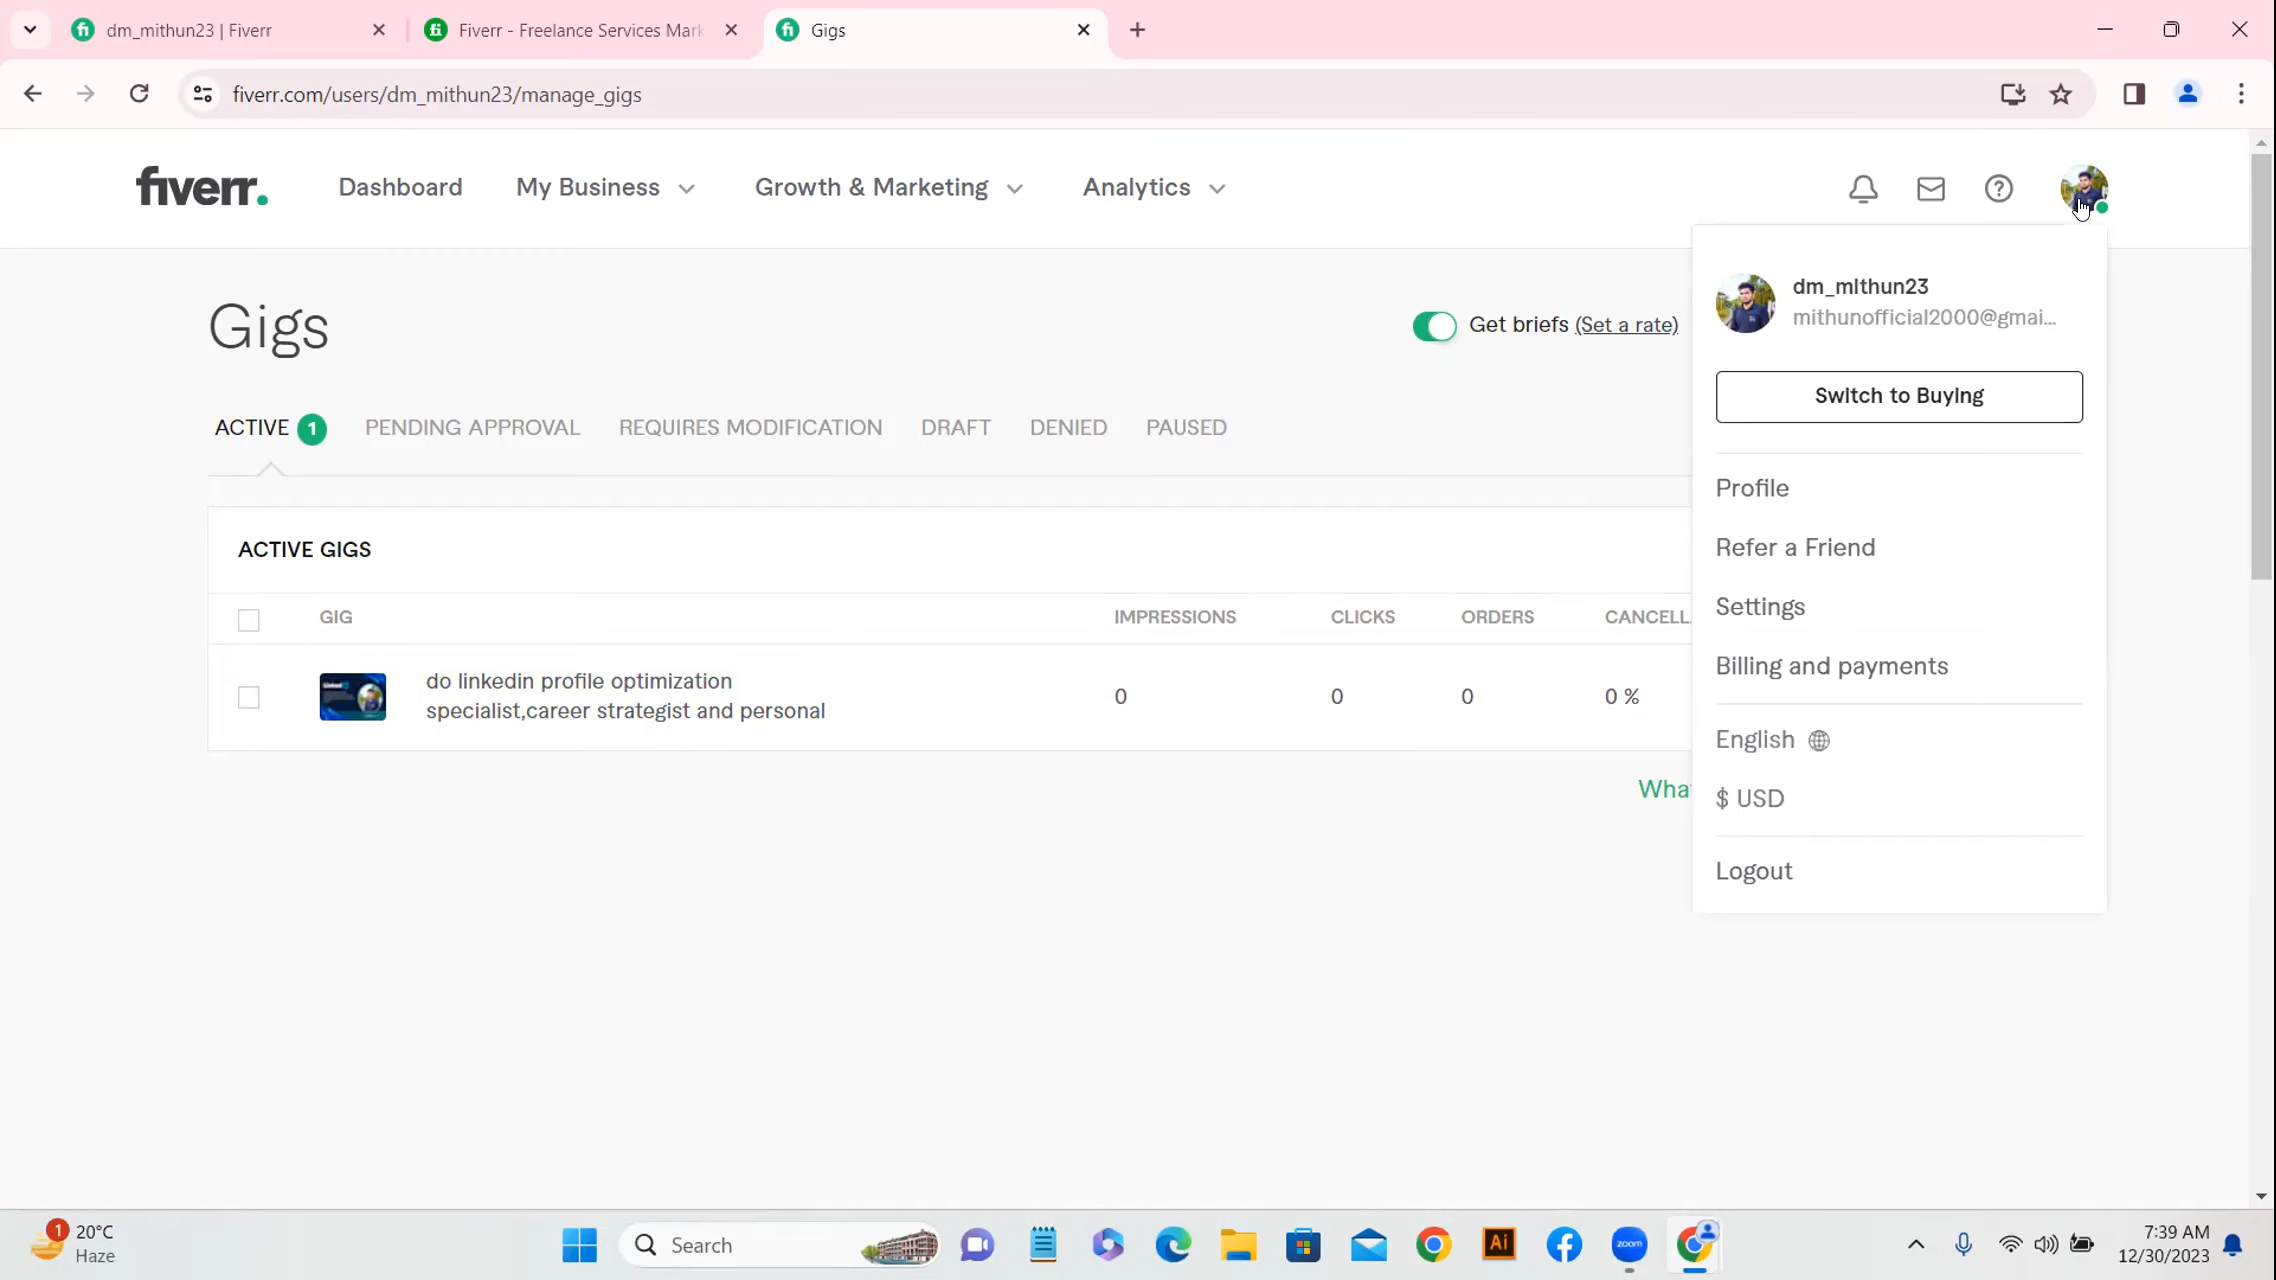 dm_mithun23 | Fiverr
Fiverr - Freelance Services Mark
Gigs
fiverr.com/users/dm_mithun23/manage_gigs
fiverr.
Dashboard
My Business
Growth & Marketing
Analytics
dm_mithun23
mithunofficial2000@gmai...
Switch to Buying
Profile
Refer a Friend
Settings
Billing and payments
English
$ USD
Logout
Gigs
Get briefs (Set a rate)
ACTIVE 1
PENDING APPROVAL
REQUIRES MODIFICATION
DRAFT
DENIED
PAUSED
ACTIVE GIGS
GIG
IMPRESSIONS
CLICKS
ORDERS
CANCELL
do linkedin profile optimization
specialist,career strategist and personal
0
0
0
0 %
What
1
20°C
Haze
Search
Ai
zoom
7:39 AM
12/30/2023